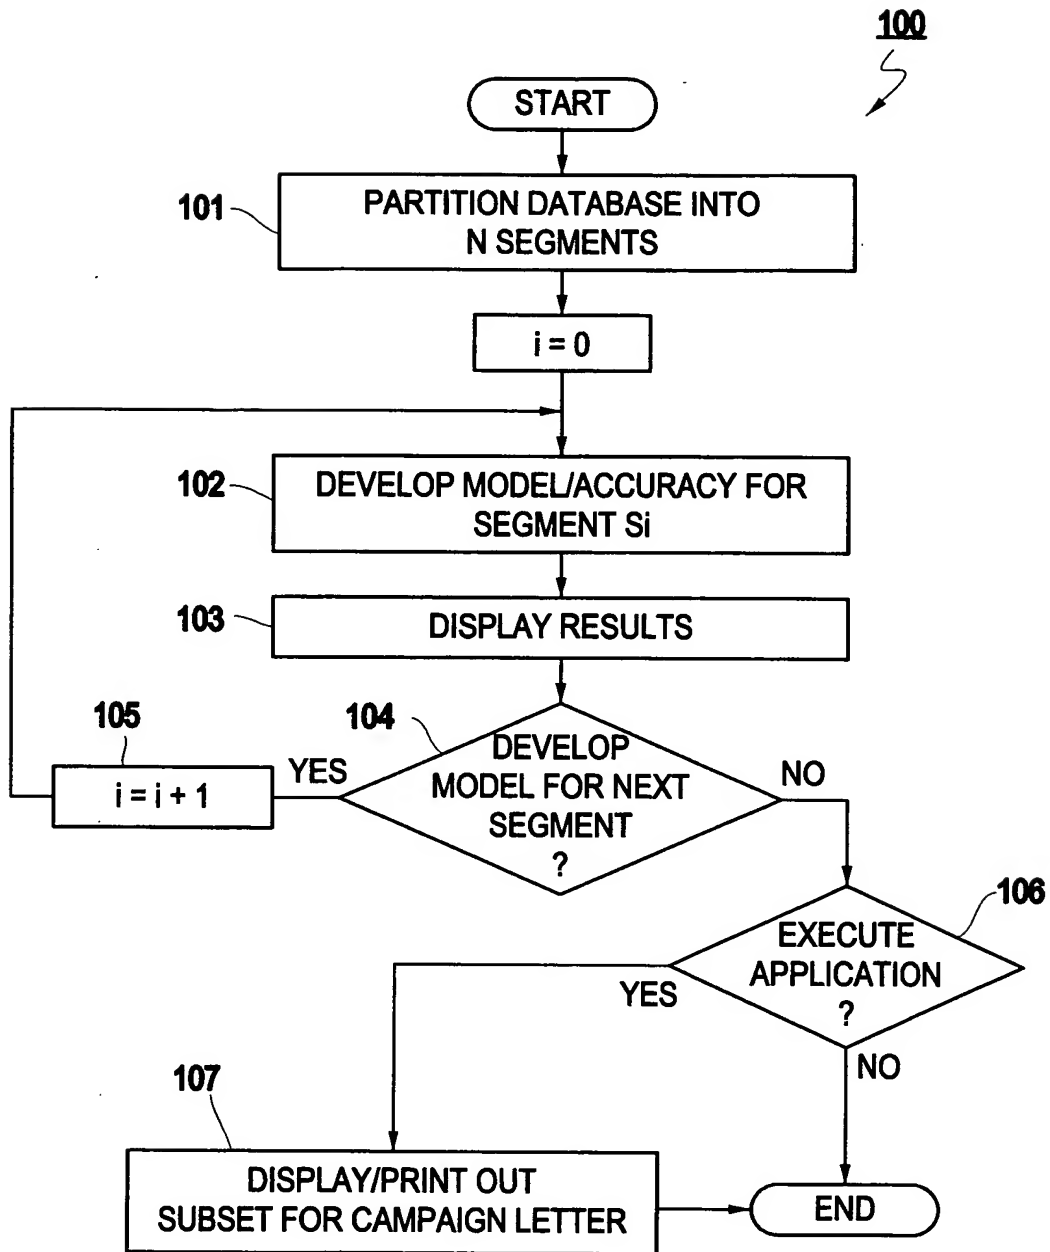 100
START
101
PARTITION DATABASE INTO
N SEGMENTS
i = 0
102
DEVELOP MODEL/ACCURACY FOR
SEGMENT Si
103
DISPLAY RESULTS
105
104
DEVELOP
MODEL FOR NEXT
SEGMENT
?
YES
NO
i = i + 1
106
EXECUTE
APPLICATION
?
YES
NO
107
DISPLAY/PRINT OUT
SUBSET FOR CAMPAIGN LETTER
END